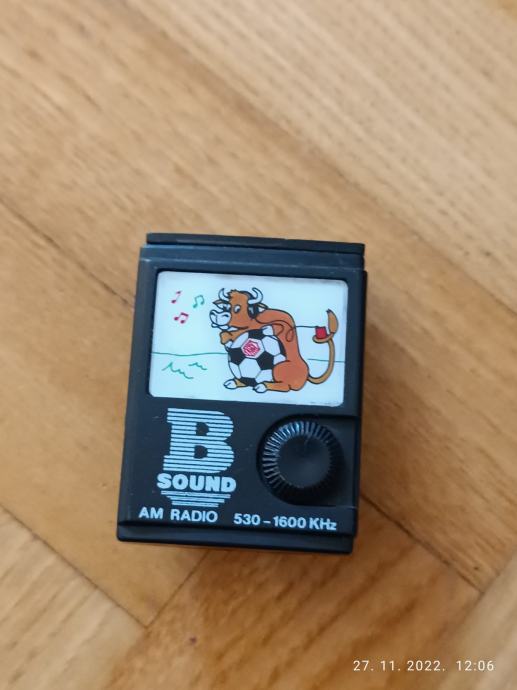 B
SOUND
AM RADIO 530-1600 KHz
27. 11. 2022. 12:06